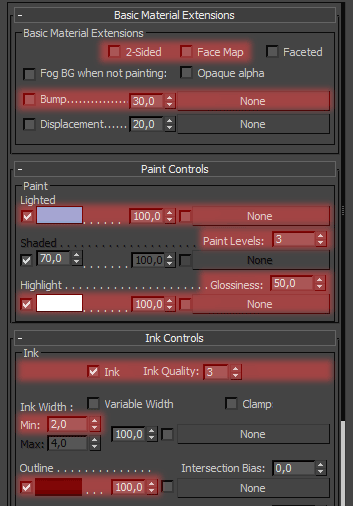 - Basic Material Extensions
Basic Material Extensions
2-Sided Face Map Faceted
Fog BG when not painting: Opaque alpha
Bump............... 30,0 None
Displacement...... 20,0 None
- Paint Controls
Paint
Lighted
. . . . . . 100,0 None
Shaded . . . . . . . . . . . . . . . . . . Paint Levels: 3
70,0 . . . . . . . 100,0 None
Highlight . . . . . . . . . . . . . . . . . . Glossiness: 50,0
. . . . . . 100,0 None
- Ink Controls
Ink
Ink Ink Quality: 3
Ink Width : Variable Width Clamp
Min: 2,0
Max: 4,0 100,0 None
Outline . . . . . . . . . . . . . . Intersection Bias: 0,0
. . . 100,0 None